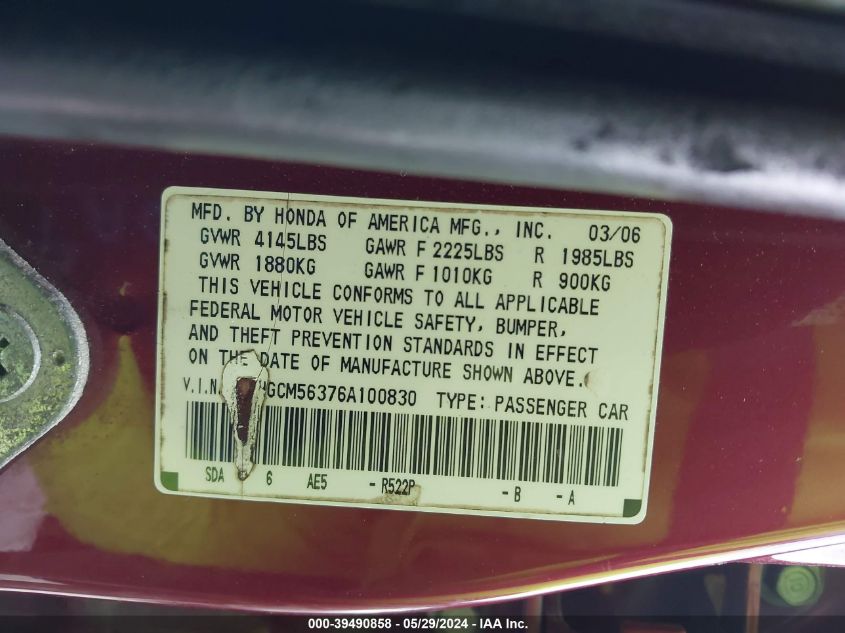 MFD. BY HONDA OF AMERICA MFG., INC. 03/06
GVWR 4145LBS GAWR F 2225LBS R 1985LBS
GVWR 1880KG GAWR F 1010KG R 900KG
THIS VEHICLE CONFORMS TO ALL APPLICABLE
FEDERAL MOTOR VEHICLE SAFETY, BUMPER,
AND THEFT PREVENTION STANDARDS IN EFFECT
ON THE DATE OF MANUFACTURE SHOWN ABOVE.
V.I.N. GCM56376A100830 TYPE: PASSENGER CAR
SDA 6 AE5 - R522P - B - A
000-39490858 - 05/29/2024 - IAA Inc.